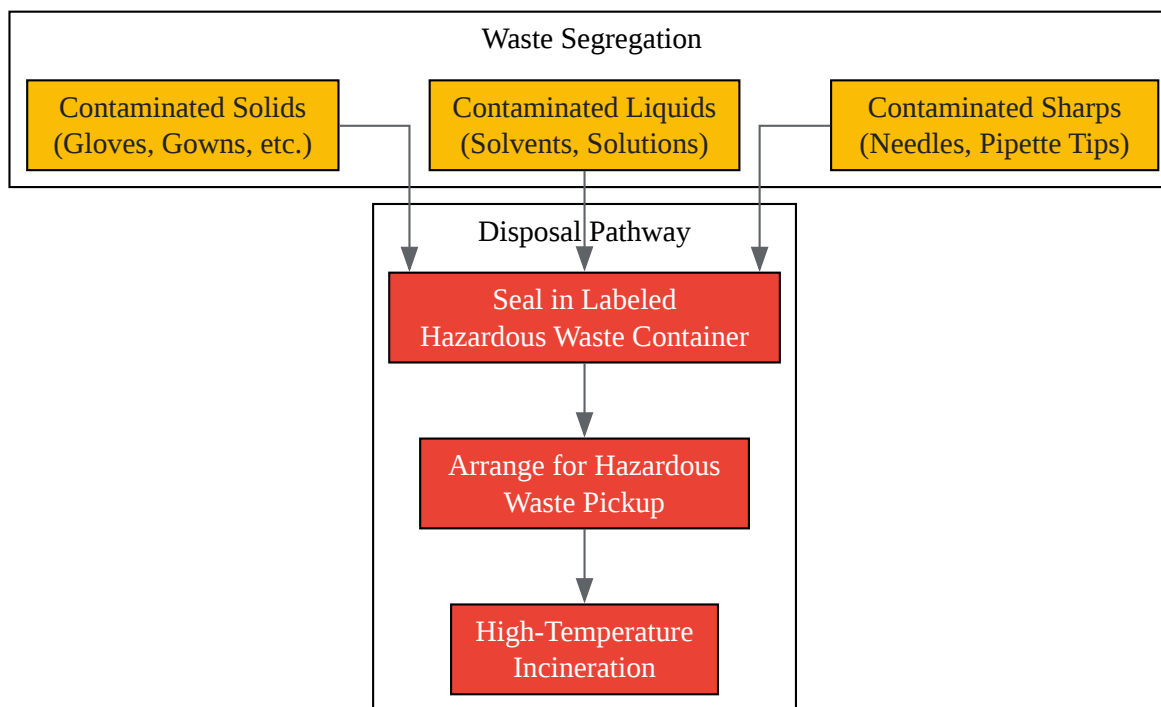 Waste Segregation
Contaminated Solids
(Gloves, Gowns, etc.)
Contaminated Liquids
(Solvents, Solutions)
Contaminated Sharps
(Needles, Pipette Tips)
Disposal Pathway
Seal in Labeled
Hazardous Waste Container
Arrange for Hazardous
Waste Pickup
High-Temperature
Incineration